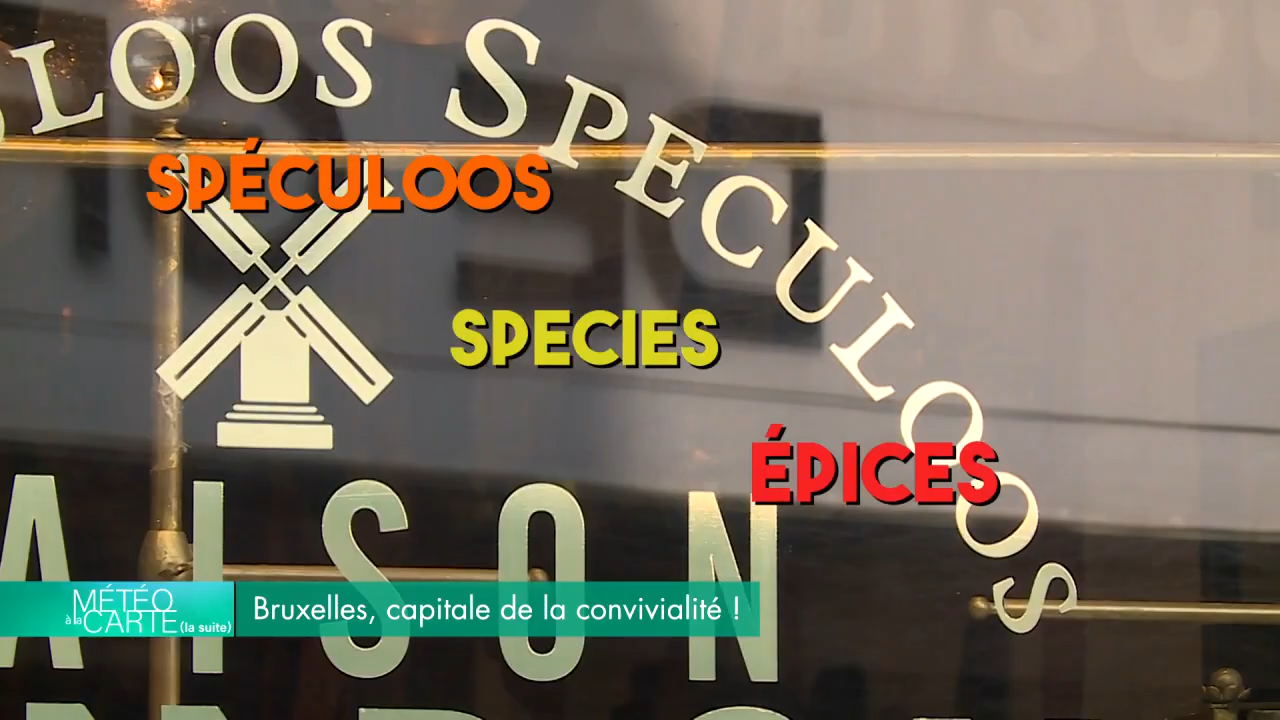 LOOS SPECULOOS
SPÉCULOOS
SPECIES
ÉPICES
AISON
MÉTÉO
à la CARTE (la suite)
Bruxelles, capitale de la convivialité !